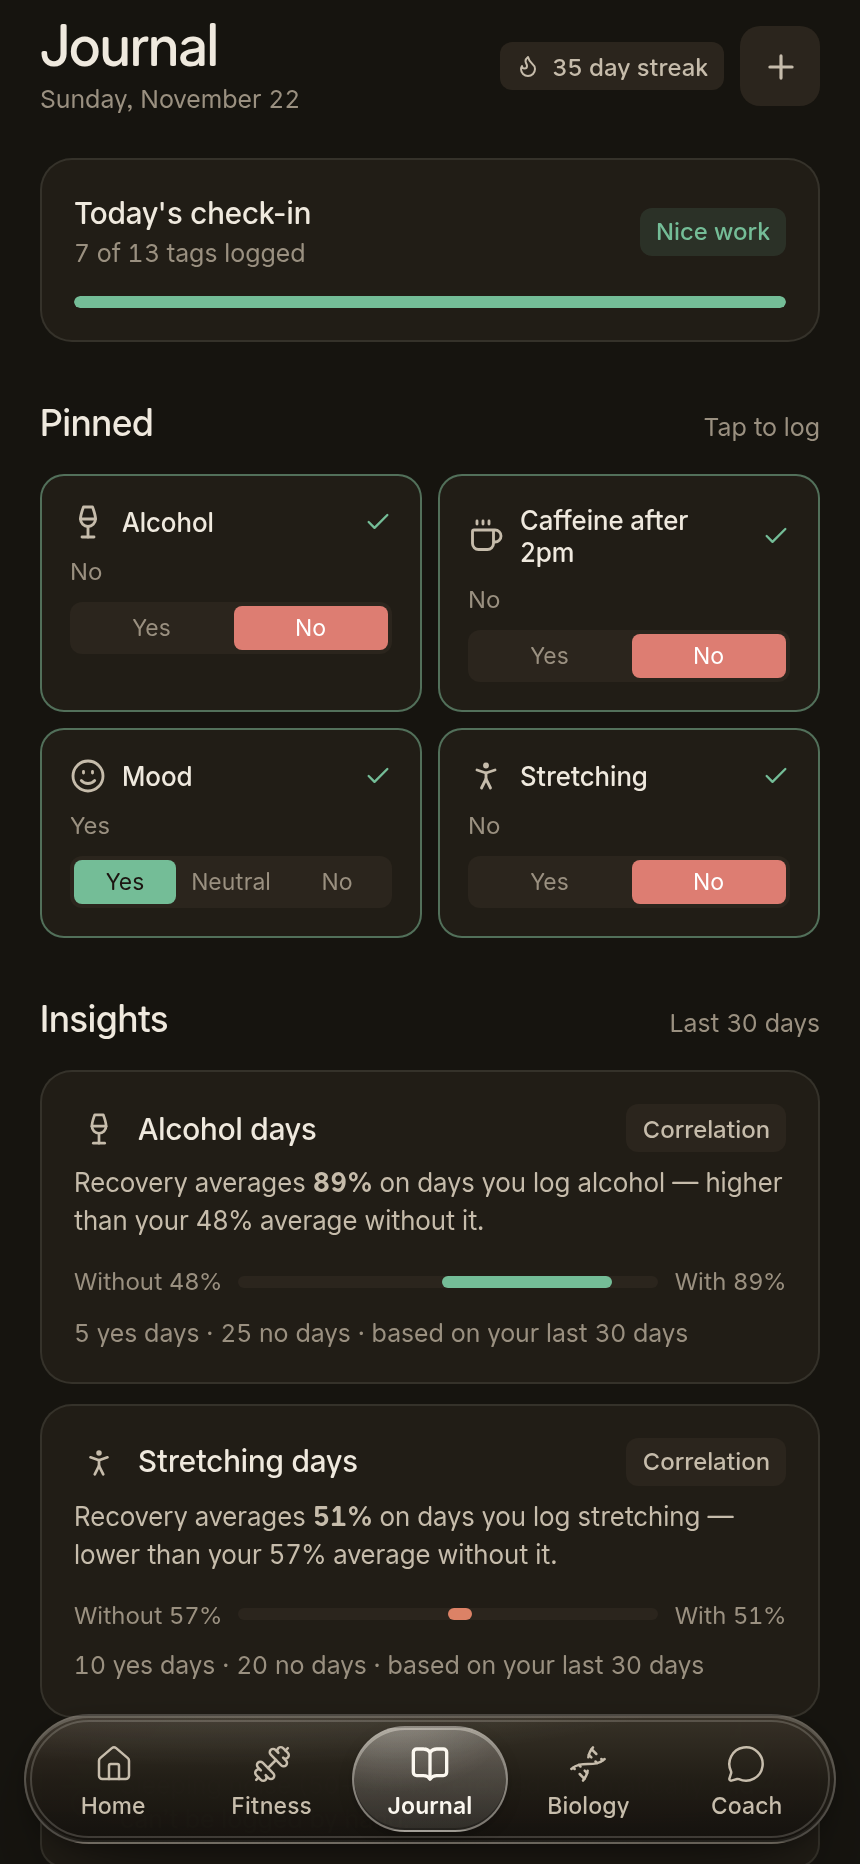 Journal
Sunday, November 22
35 day streak
Today's check-in
7 of 13 tags logged
Nice work
Pinned
Tap to log
Alcohol
No
Yes No
Caffeine after
2pm
No
Yes No
Mood
Yes
Yes Neutral No
Stretching
No
Yes No
Insights
Last 30 days
Alcohol days
Correlation
Recovery averages 89% on days you log alcohol — higher
than your 48% average without it.
Without 48% With 89%
5 yes days · 25 no days · based on your last 30 days
Stretching days
Correlation
Recovery averages 51% on days you log stretching —
lower than your 57% average without it.
Without 57% With 51%
10 yes days · 20 no days · based on your last 30 days
Home Fitness Journal Biology Coach